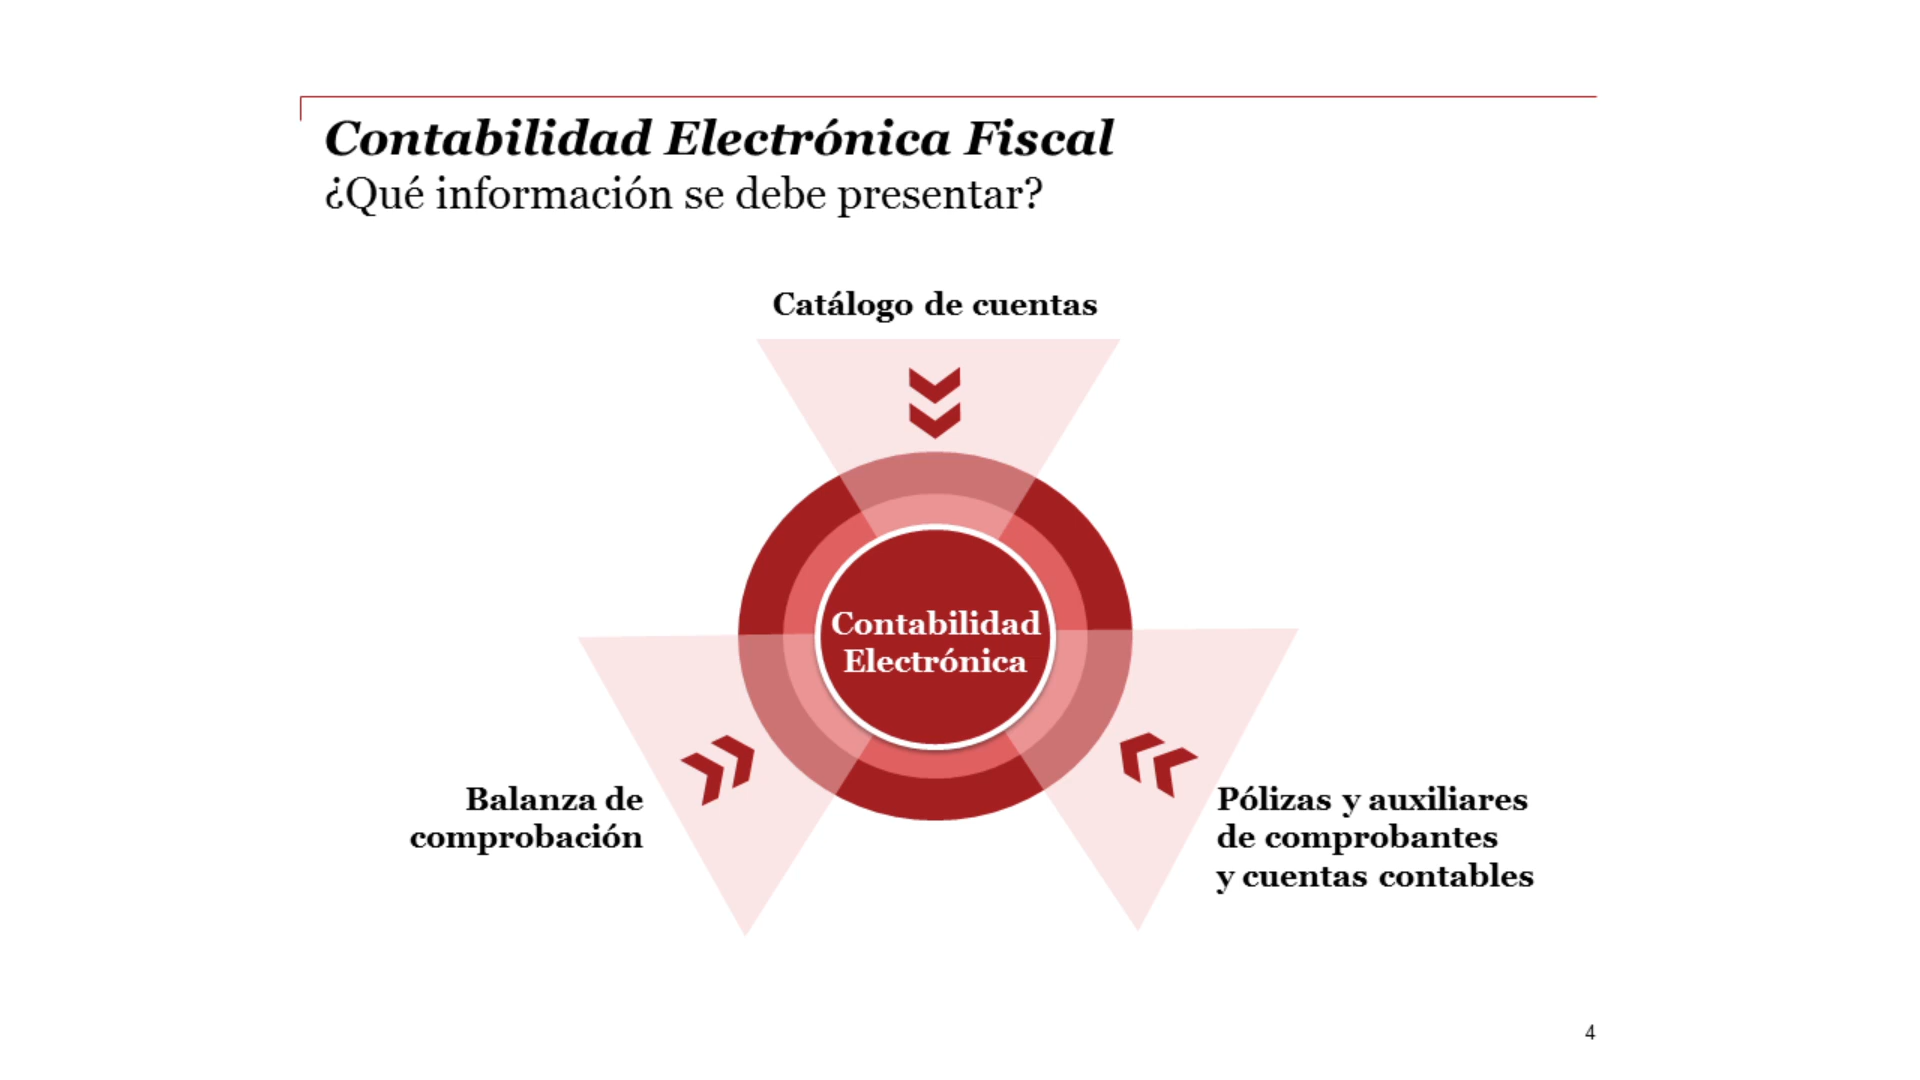 Contabilidad Electrónica Fiscal
¿Qué información se debe presentar?
Catálogo de cuentas
Contabilidad
Electrónica
Balanza de
comprobación
Pólizas y auxiliares
de comprobantes
y cuentas contables
4